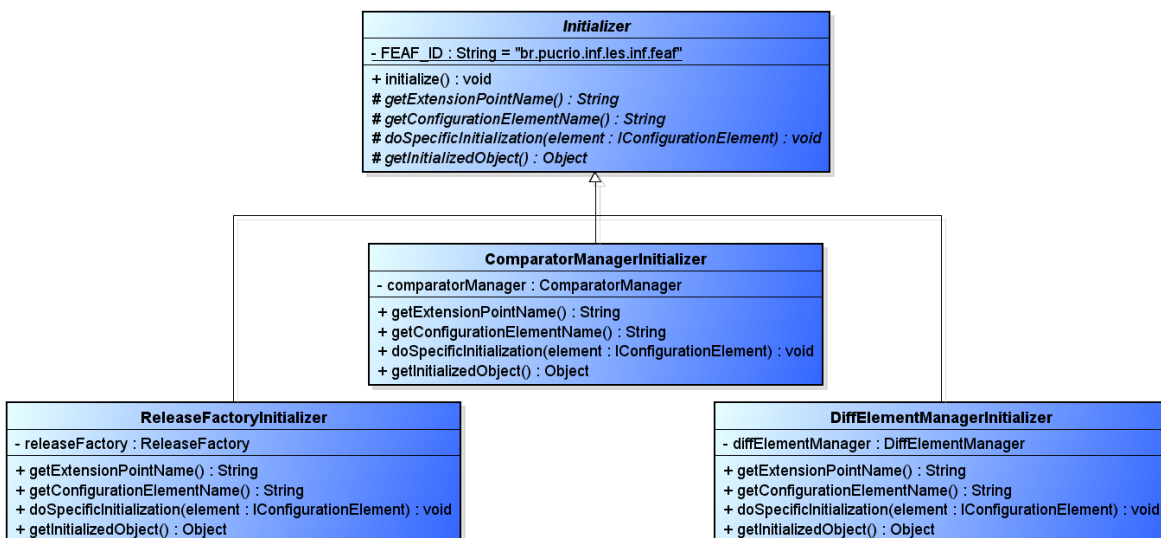 Initializer
- FEAF_ID : String = "br.pucrio.inf.les.inf.feaf"
+ initialize() : void
# getExtensionPointName() : String
# getConfigurationElementName() : String
# doSpecificInitialization(element : IConfigurationElement) : void
# getInitializedObject() : Object
ComparatorManagerInitializer
- comparatorManager : ComparatorManager
+ getExtensionPointName() : String
+ getConfigurationElementName() : String
+ doSpecificInitialization(element : IConfigurationElement) : void
+ getInitializedObject() : Object
ReleaseFactoryInitializer
- releaseFactory : ReleaseFactory
+ getExtensionPointName() : String
+ getConfigurationElementName() : String
+ doSpecificInitialization(element : IConfigurationElement) : void
+ getInitializedObject() : Object
DiffElementManagerInitializer
- diffElementManager : DiffElementManager
+ getExtensionPointName() : String
+ getConfigurationElementName() : String
+ doSpecificInitialization(element : IConfigurationElement) : void
+ getInitializedObject() : Object